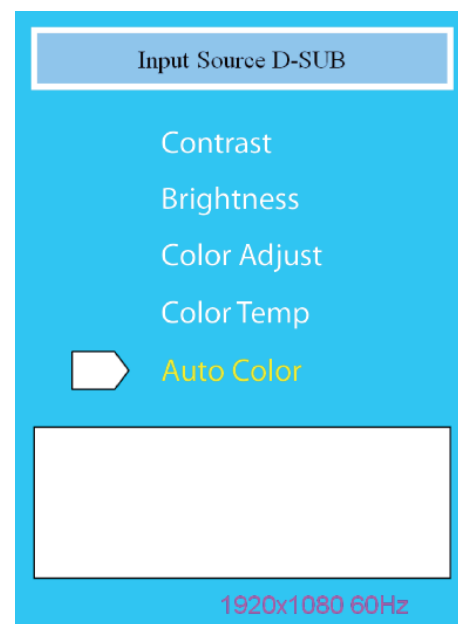 Input Source D-SUB
Contrast
Brightness
Color Adjust
Color Temp
Auto Color
1920x1080 60Hz